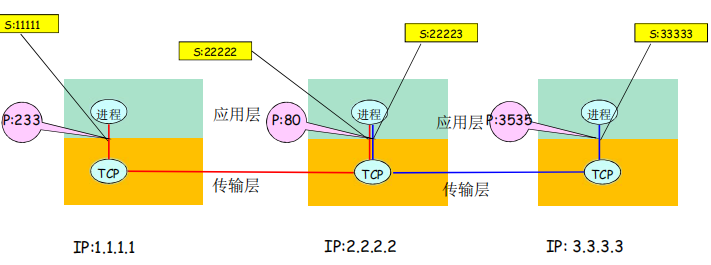 S:11111
S:22222
S:22223
S:33333
P:233
进程
应用层
P:80
进程
应用层
P:3535
进程
TCP
传输层
TCP
传输层
TCP
IP:1.1.1.1
IP:2.2.2.2
IP: 3.3.3.3